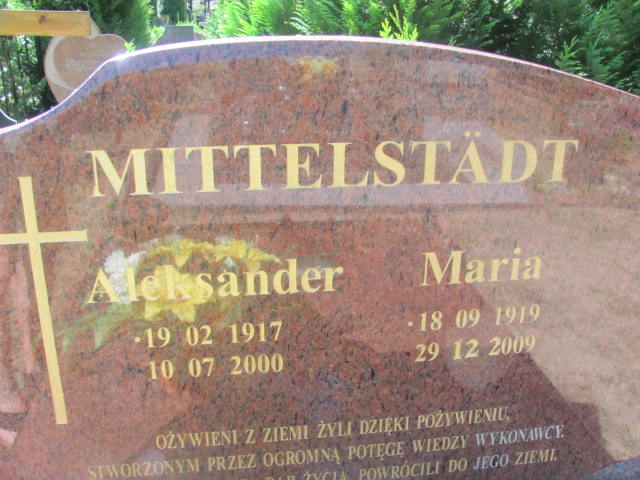 MITTELSTÄDT
Aleksander Maria
·19 02 1917 ·18 09 1919
10 07 2000 29 12 2009
OŻYWIENI Z ZIEMI ŻYLI DZIĘKI POŻYWIENIU,
STWORZONYM PRZEZ OGROMNĄ POTĘGĘ WIEDZY WYKONAWCY.
DAR ŻYCIA, POWRÓCILI DO JEGO ZIEMI.